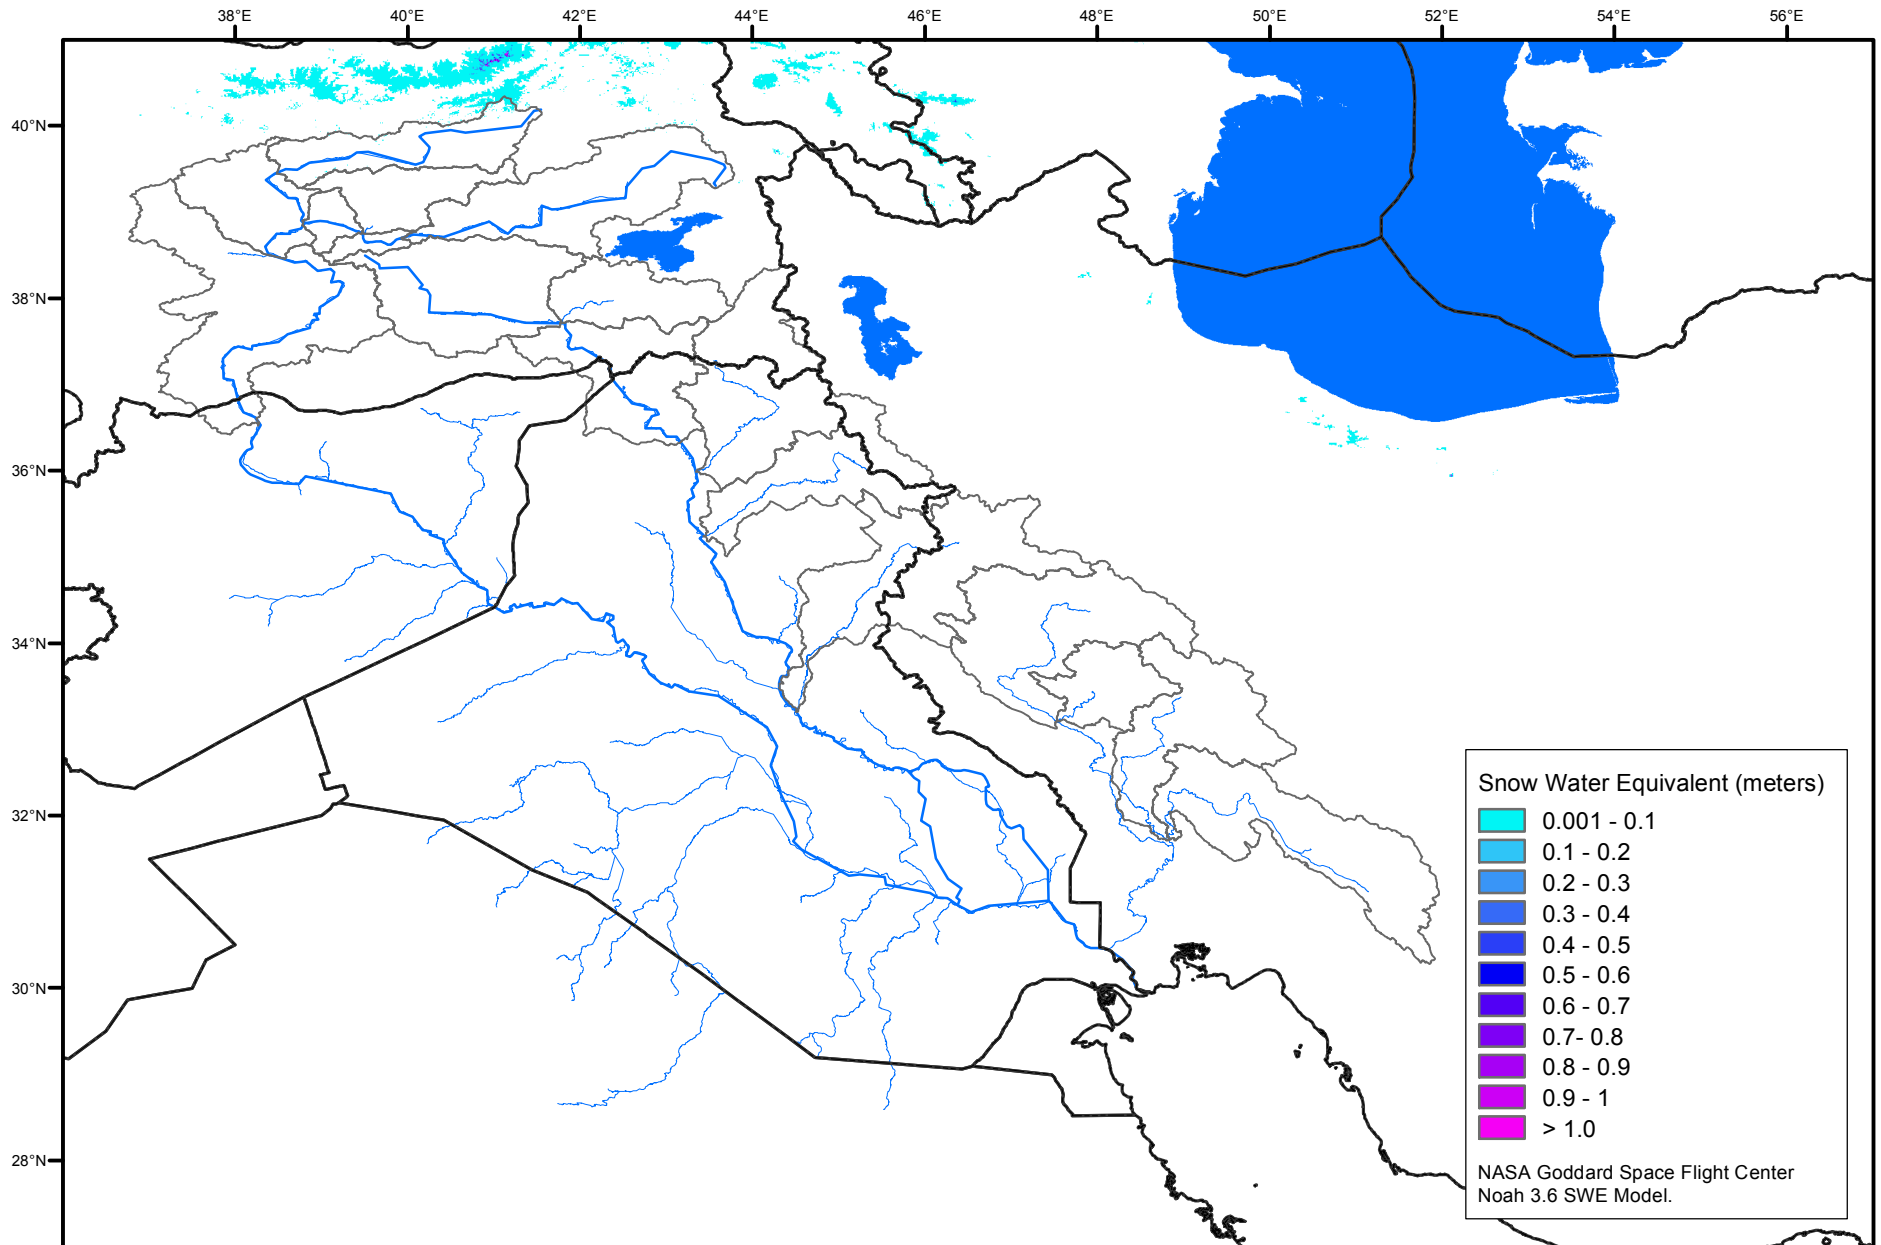 38°E
40°E
42°E
44°E
46°E
48°E
50°E
52°E
54°E
56°E
40°N
38°N
36°N
34°N
32°N
30°N
28°N
Snow Water Equivalent (meters)
0.001 - 0.1
0.1 - 0.2
0.2 - 0.3
0.3 - 0.4
0.4 - 0.5
0.5 - 0.6
0.6 - 0.7
0.7- 0.8
0.8 - 0.9
0.9 - 1
> 1.0
NASA Goddard Space Flight Center
Noah 3.6 SWE Model.